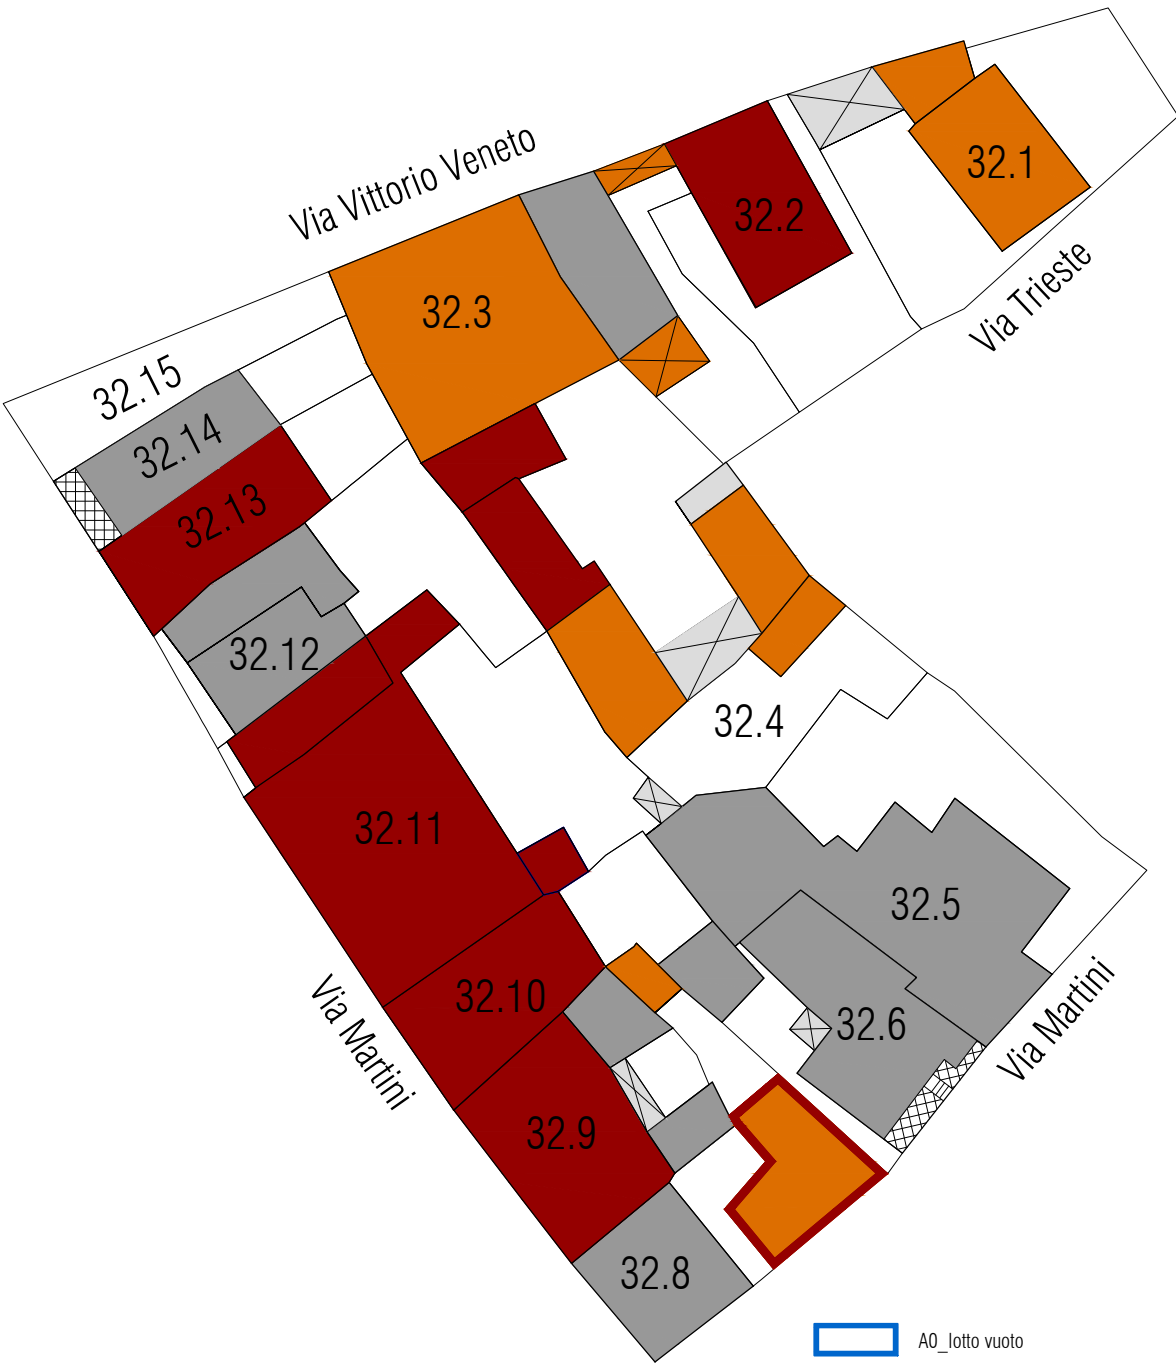 Via Vittorio Veneto
32.1
32.2
Via Trieste
32.3
32.15
32.14
32.13
32.12
32.4
32.11
32.5
32.10
32.6
Via Martini
Via Martini
32.9
32.8
A0_lotto vuoto